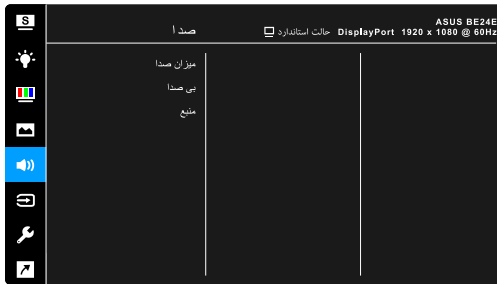 S
ASUS BE24E
صدا
حالت استاندارد DisplayPort 1920 x 1080 @ 60Hz
میزان صدا
بی صدا
منبع